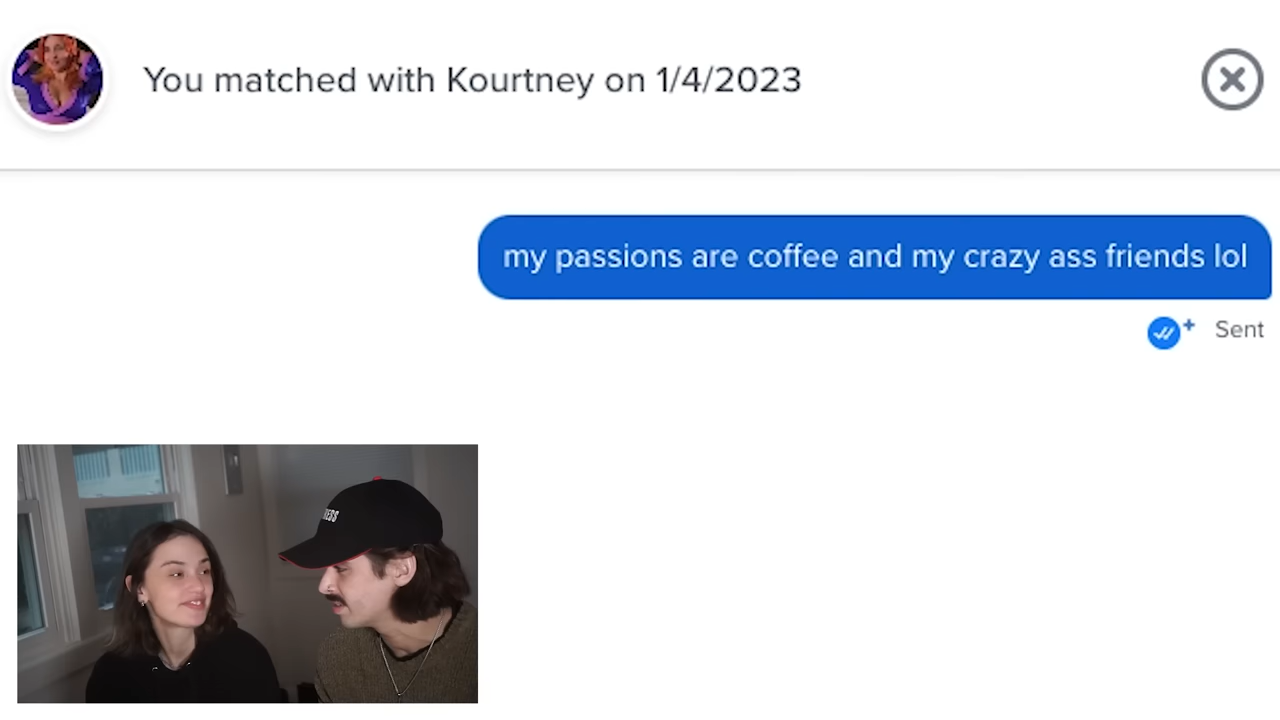 You matched with Kourtney on 1/4/2023
my passions are coffee and my crazy ass friends lol
Sent